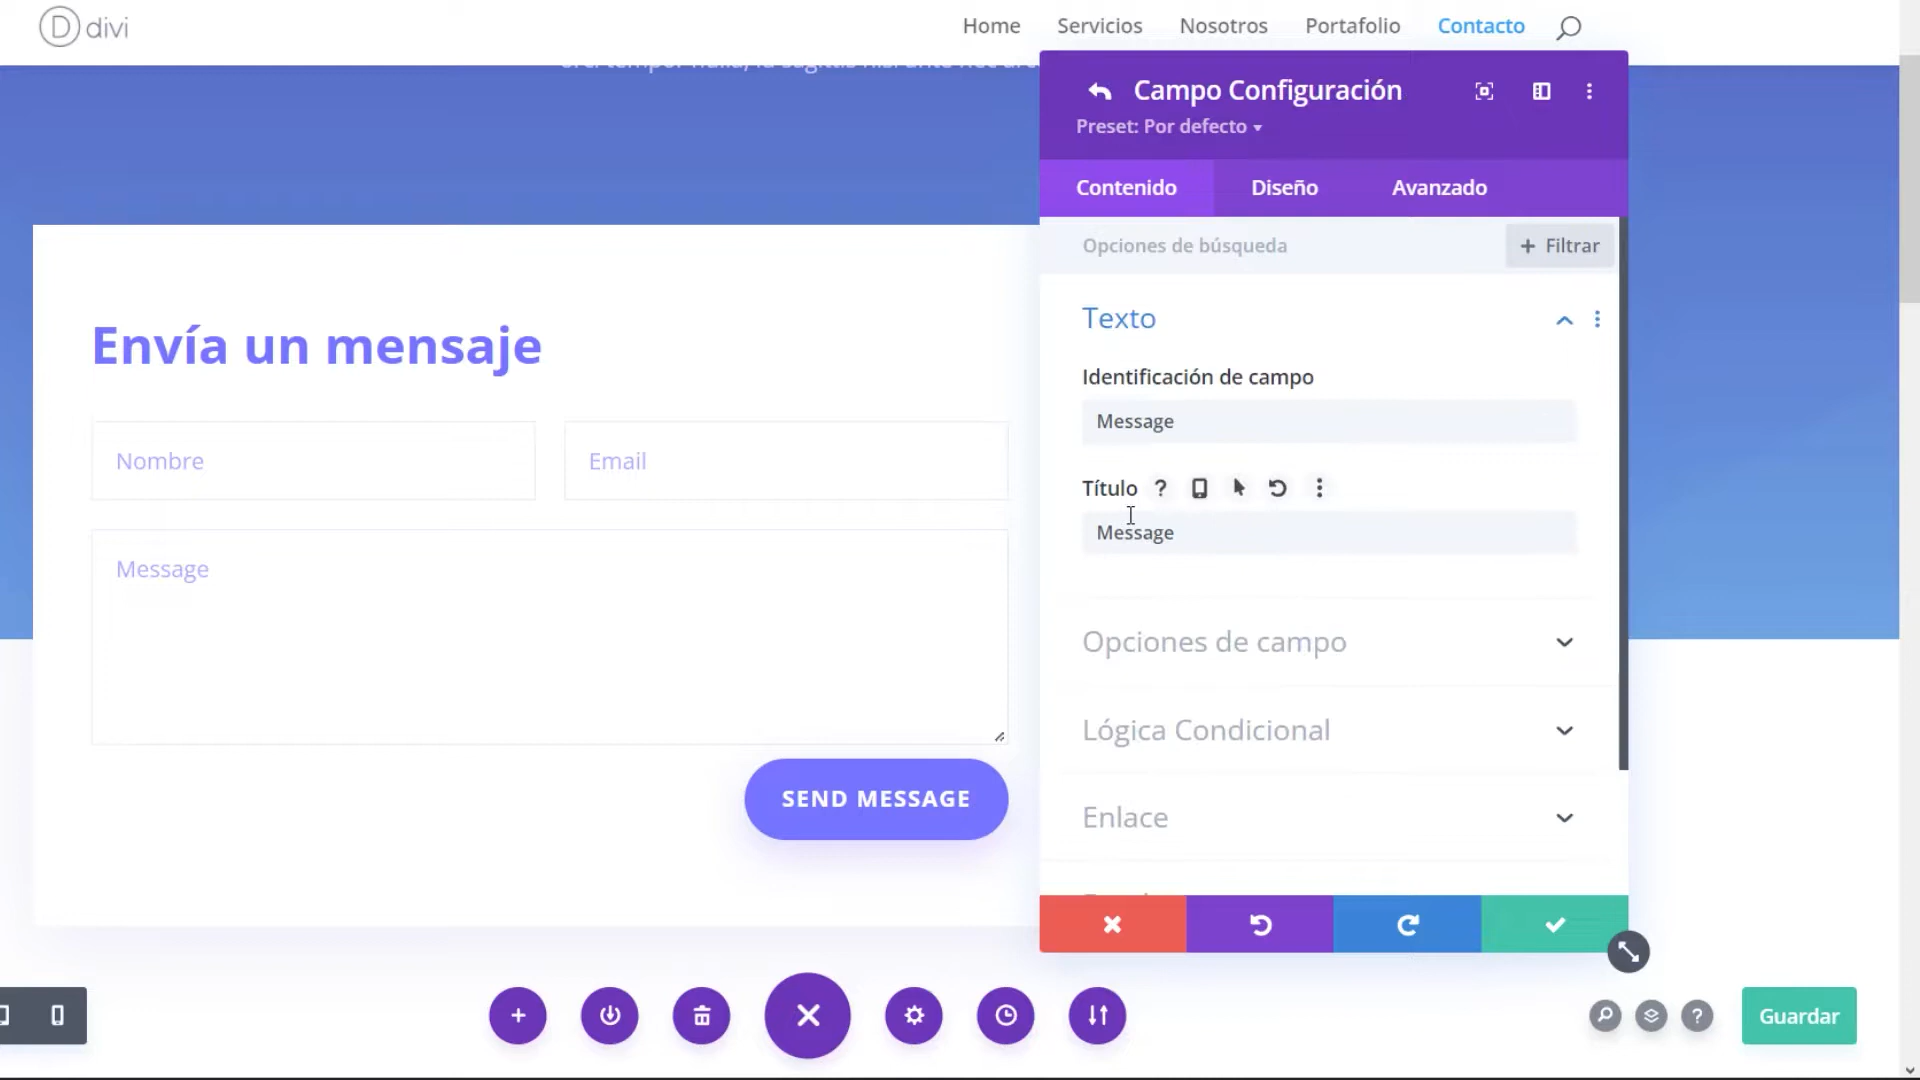 divi
Home
Servicios
Nosotros
Portafolio
Contacto
Campo Configuración
Preset: Por defecto
Contenido
Diseño
Avanzado
Opciones de búsqueda
+ Filtrar
Texto
Identificación de campo
Message
Título
Message
Opciones de campo
Lógica Condicional
Enlace
Envía un mensaje
Nombre
Email
Message
SEND MESSAGE
Guardar